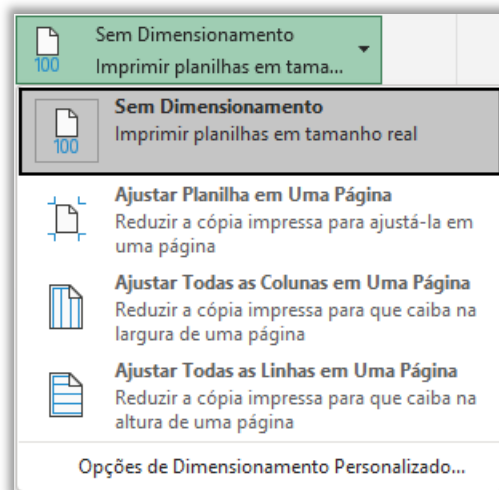 Sem Dimensionamento
100 Imprimir planilhas em tama...
Sem Dimensionamento
Imprimir planilhas em tamanho real
100
Ajustar Planilha em Uma Página
Reduzir a cópia impressa para ajustá-la em
uma página
Ajustar Todas as Colunas em Uma Página
Reduzir a cópia impressa para que caiba na
largura de uma página
Ajustar Todas as Linhas em Uma Página
Reduzir a cópia impressa para que caiba na
altura de uma página
Opções de Dimensionamento Personalizado...